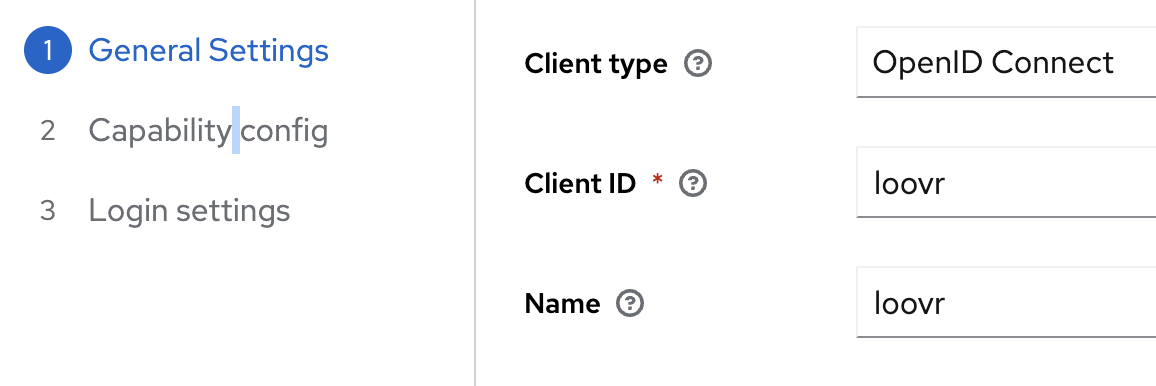 1 General Settings
2 Capability config
3 Login settings
Client type ?
OpenID Connect
Client ID * ?
loovr
Name ?
loovr